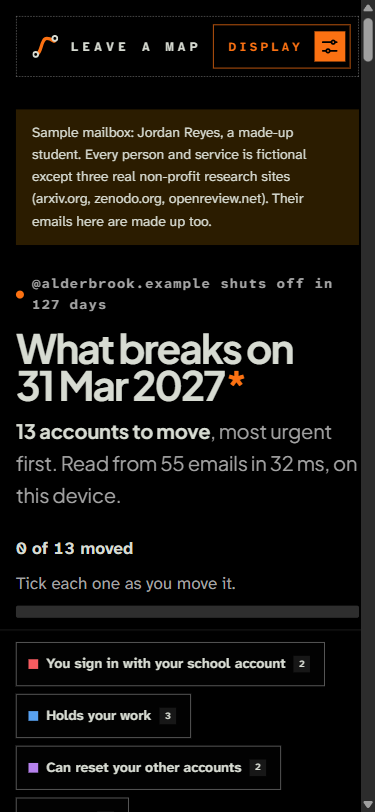 LEAVE A MAP
DISPLAY
Sample mailbox: Jordan Reyes, a made-up
student. Every person and service is fictional
except three real non-profit research sites
(arxiv.org, zenodo.org, openreview.net). Their
emails here are made up too.
@alderbrook.example shuts off in
127 days
What breaks on
31 Mar 2027*
13 accounts to move, most urgent
first. Read from 55 emails in 32 ms, on
this device.
0 of 13 moved
Tick each one as you move it.
You sign in with your school account 2
Holds your work 3
Can reset your other accounts 2